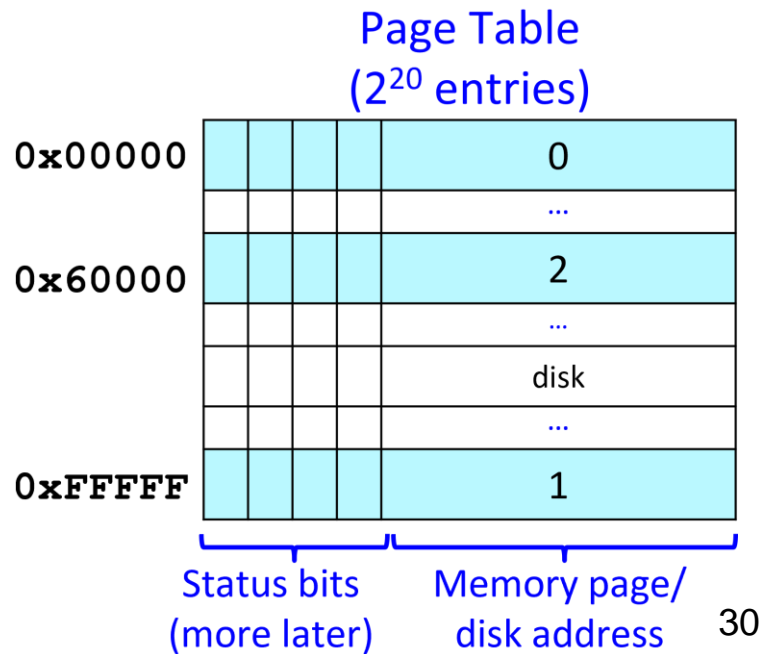 Page Table
(2²⁰ entries)
0x00000 0
...
0x60000 2
...
disk
...
0xFFFFF 1
Status bits Memory page/
(more later) disk address
30